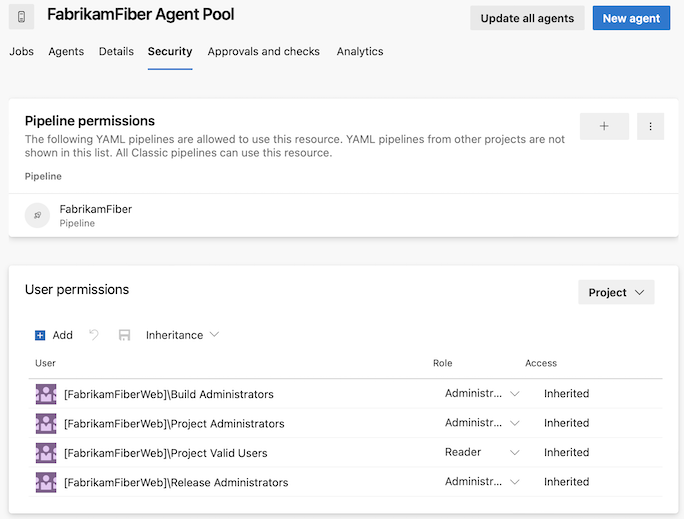 FabrikamFiber Agent Pool
Update all agents
New agent
Jobs Agents Details Security Approvals and checks Analytics
Pipeline permissions
The following YAML pipelines are allowed to use this resource. YAML pipelines from other projects are not
shown in this list. All Classic pipelines can use this resource.
Pipeline
FabrikamFiber
Pipeline
User permissions
Project
Add Inheritance
User Role Access
[FabrikamFiberWeb]\Build Administrators Administr... Inherited
[FabrikamFiberWeb]\Project Administrators Administr... Inherited
[FabrikamFiberWeb]\Project Valid Users Reader Inherited
[FabrikamFiberWeb]\Release Administrators Administr... Inherited